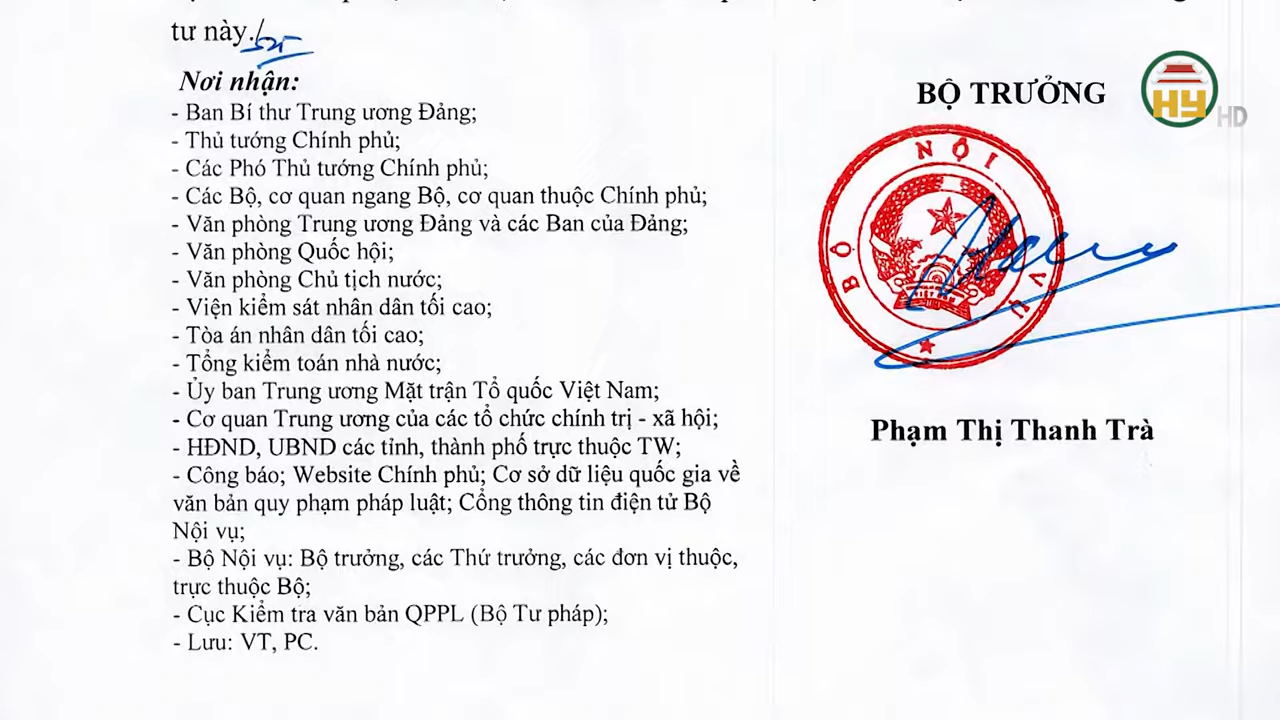 tư này./.
Nơi nhận:
- Ban Bí thư Trung ương Đảng;
- Thủ tướng Chính phủ;
- Các Phó Thủ tướng Chính phủ;
- Các Bộ, cơ quan ngang Bộ, cơ quan thuộc Chính phủ;
- Văn phòng Trung ương Đảng và các Ban của Đảng;
- Văn phòng Quốc hội;
- Văn phòng Chủ tịch nước;
- Viện kiểm sát nhân dân tối cao;
- Tòa án nhân dân tối cao;
- Tổng kiểm toán nhà nước;
- Ủy ban Trung ương Mặt trận Tổ quốc Việt Nam;
- Cơ quan Trung ương của các tổ chức chính trị - xã hội;
- HĐND, UBND các tỉnh, thành phố trực thuộc TW;
- Công báo; Website Chính phủ; Cơ sở dữ liệu quốc gia về
văn bản quy phạm pháp luật; Cổng thông tin điện tử Bộ
Nội vụ;
- Bộ Nội vụ: Bộ trưởng, các Thứ trưởng, các đơn vị thuộc,
trực thuộc Bộ;
- Cục Kiểm tra văn bản QPPL (Bộ Tư pháp);
- Lưu: VT, PC.
BỘ TRƯỞNG
HY HD
BỘ NỘI VỤ
Phạm Thị Thanh Trà